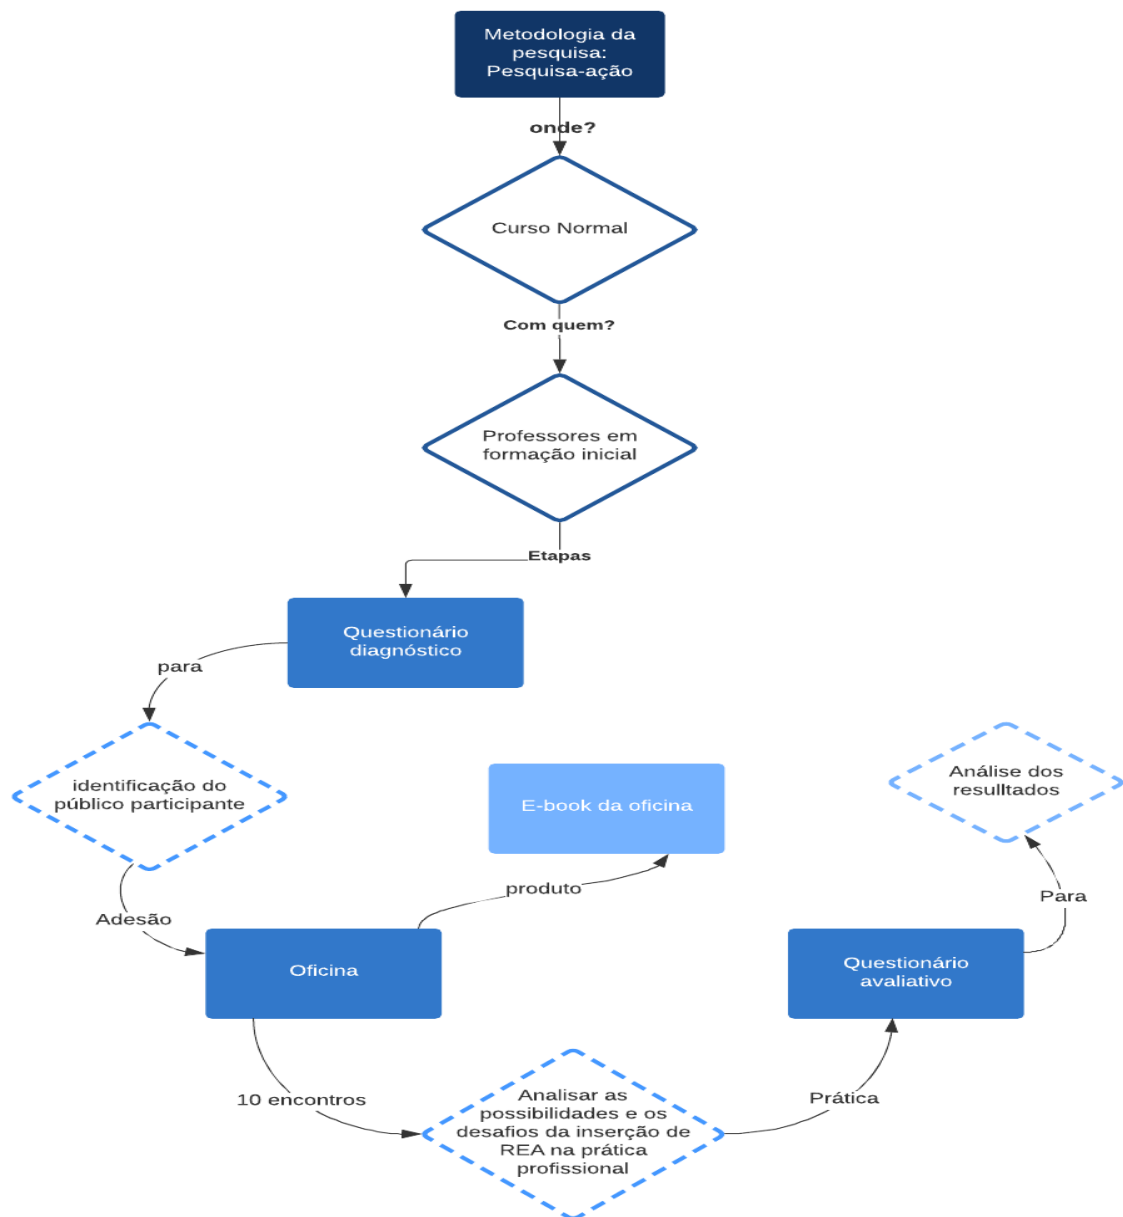 Metodologia da
pesquisa:
Pesquisa-ação
onde?
Curso Normal
Com quem?
Professores em
formação inicial
Etapas
Questionário
diagnóstico
para
identificação do
público participante
Adesão
Oficina
produto
E-book da oficina
10 encontros
Analisar as
possibilidades e os
desafios da inserção de
REA na prática
profissional
Prática
Questionário
avaliativo
Para
Análise dos
resulltados